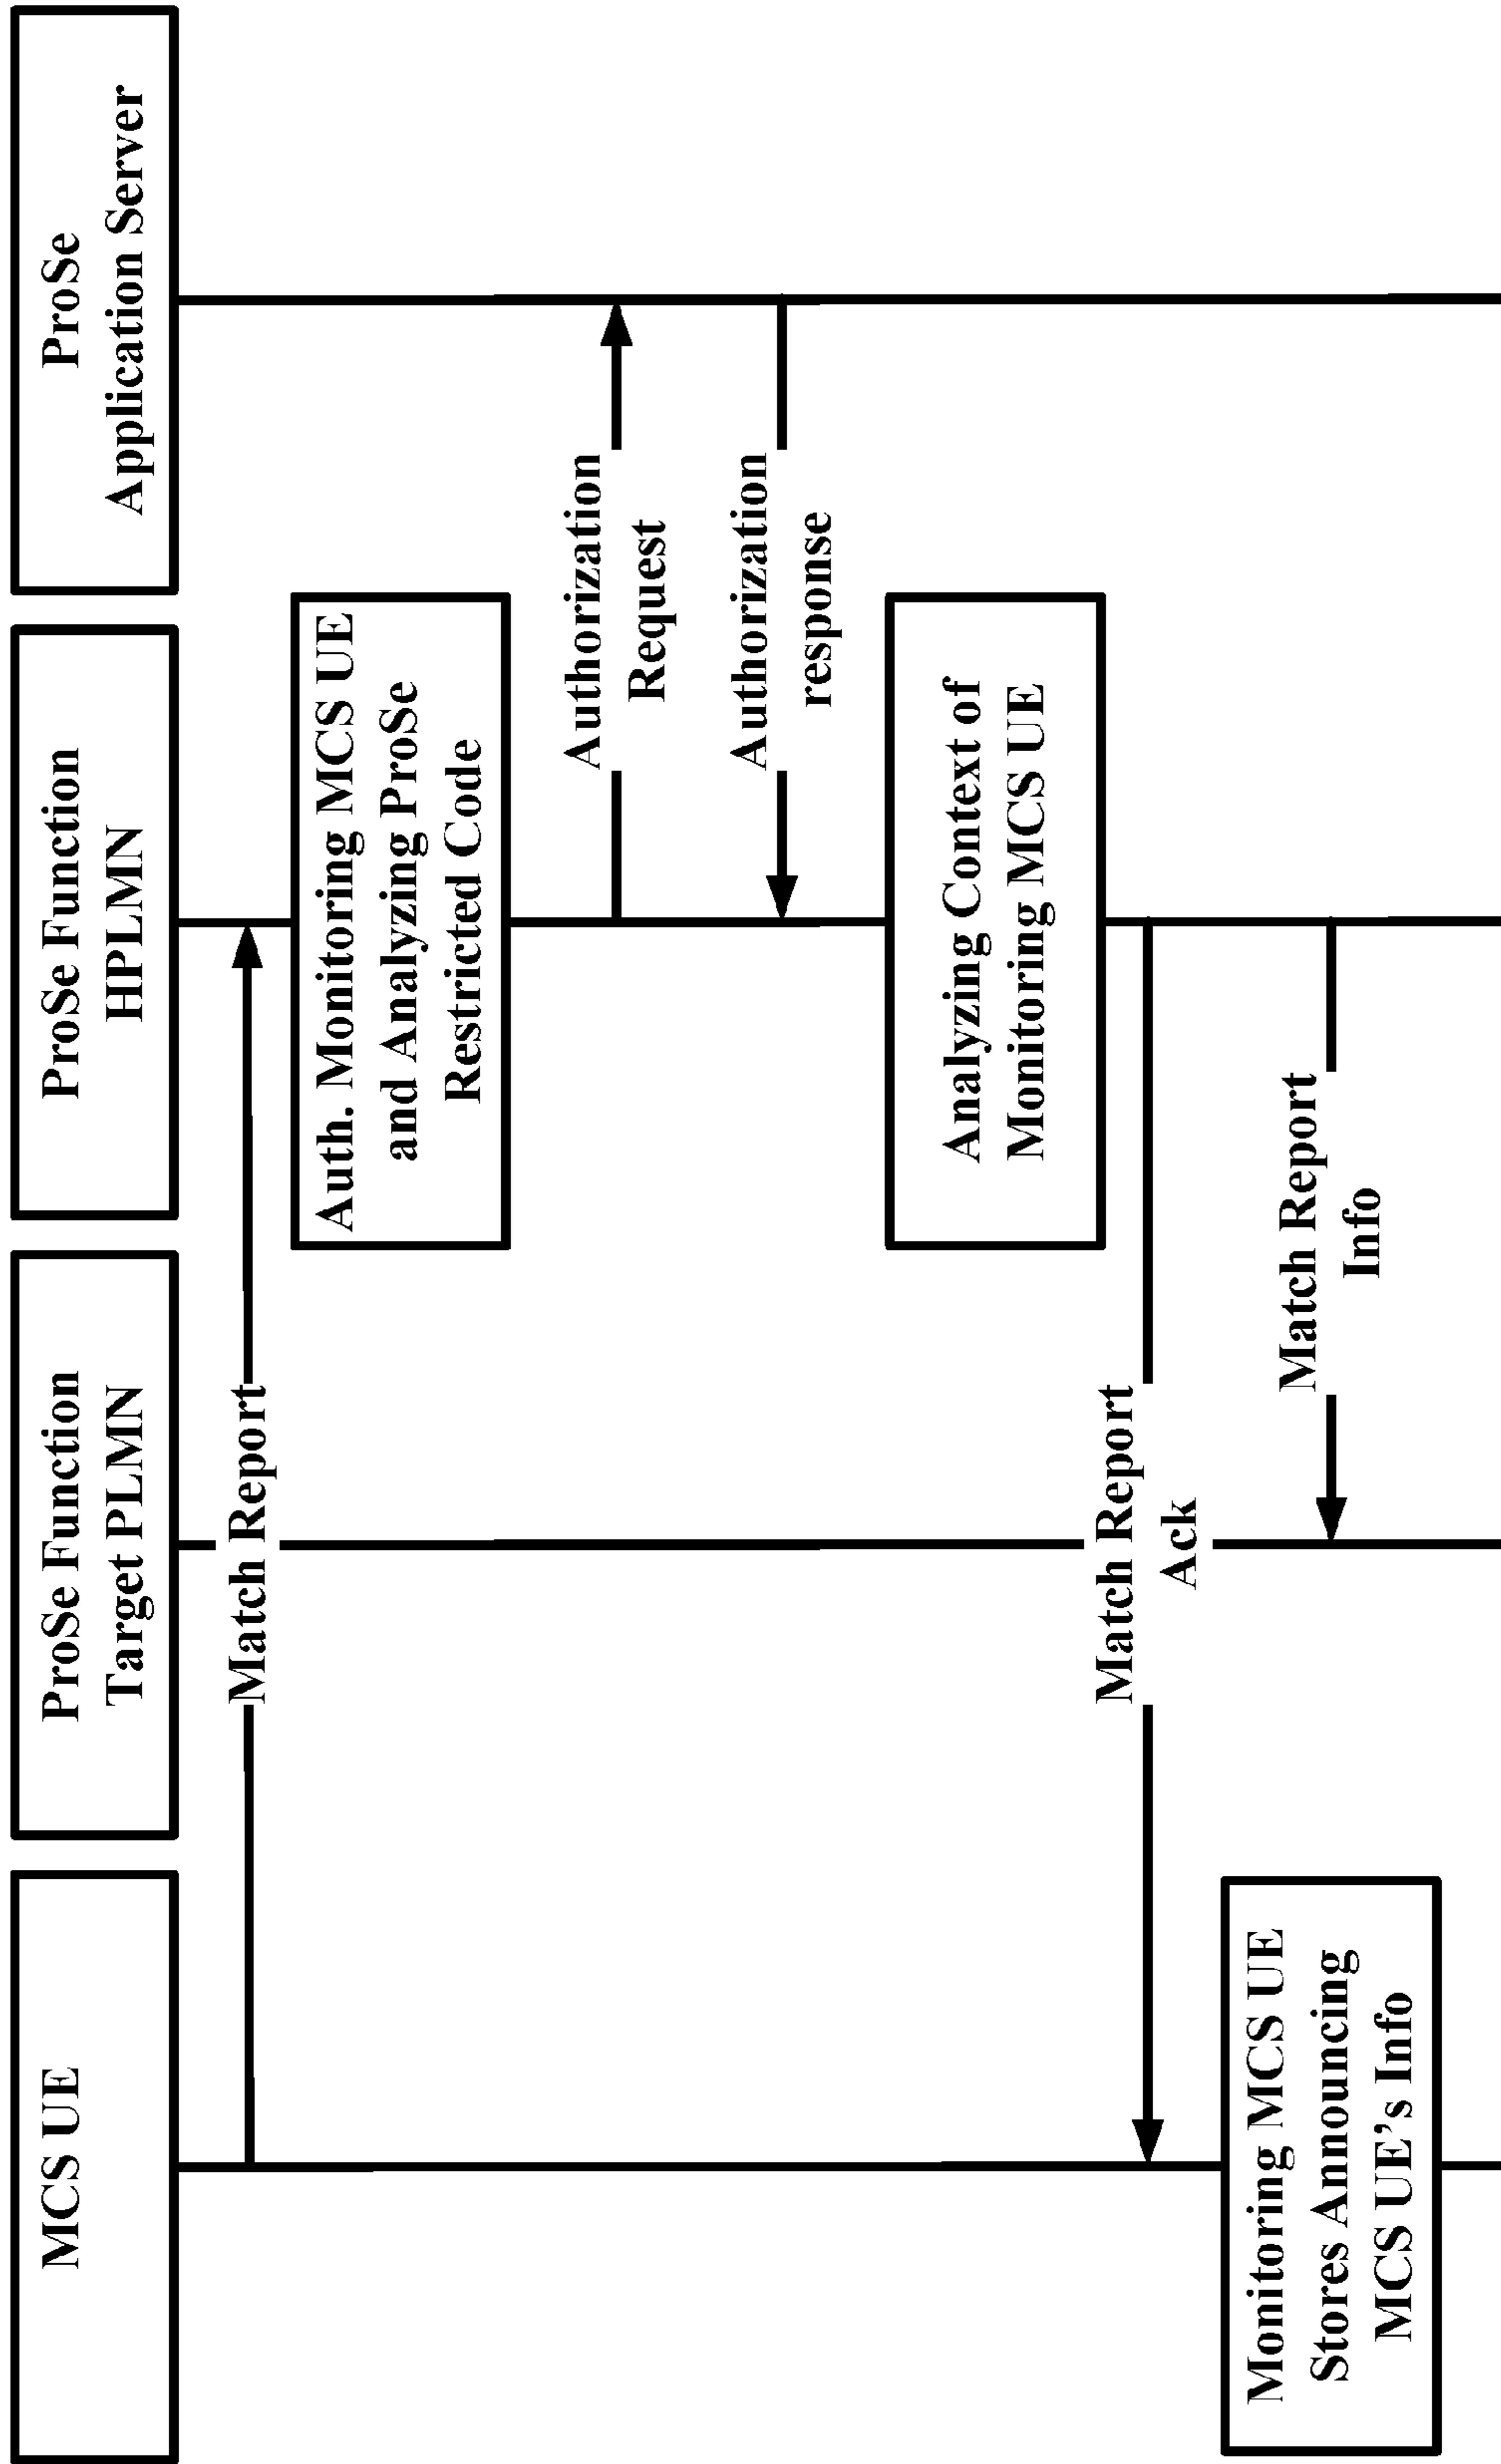 MCS UE
ProSe Function
Target PLMN
ProSe Function
HPLMN
ProSe
Application Server
Match Report
Auth. Monitoring MCS UE
and Analyzing ProSe
Restricted Code
Authorization
Request
Authorization
response
Analyzing Context of
Monitoring MCS UE
Match Report
Ack
Monitoring MCS UE
Stores Announcing
MCS UE’s Info
Match Report
Info